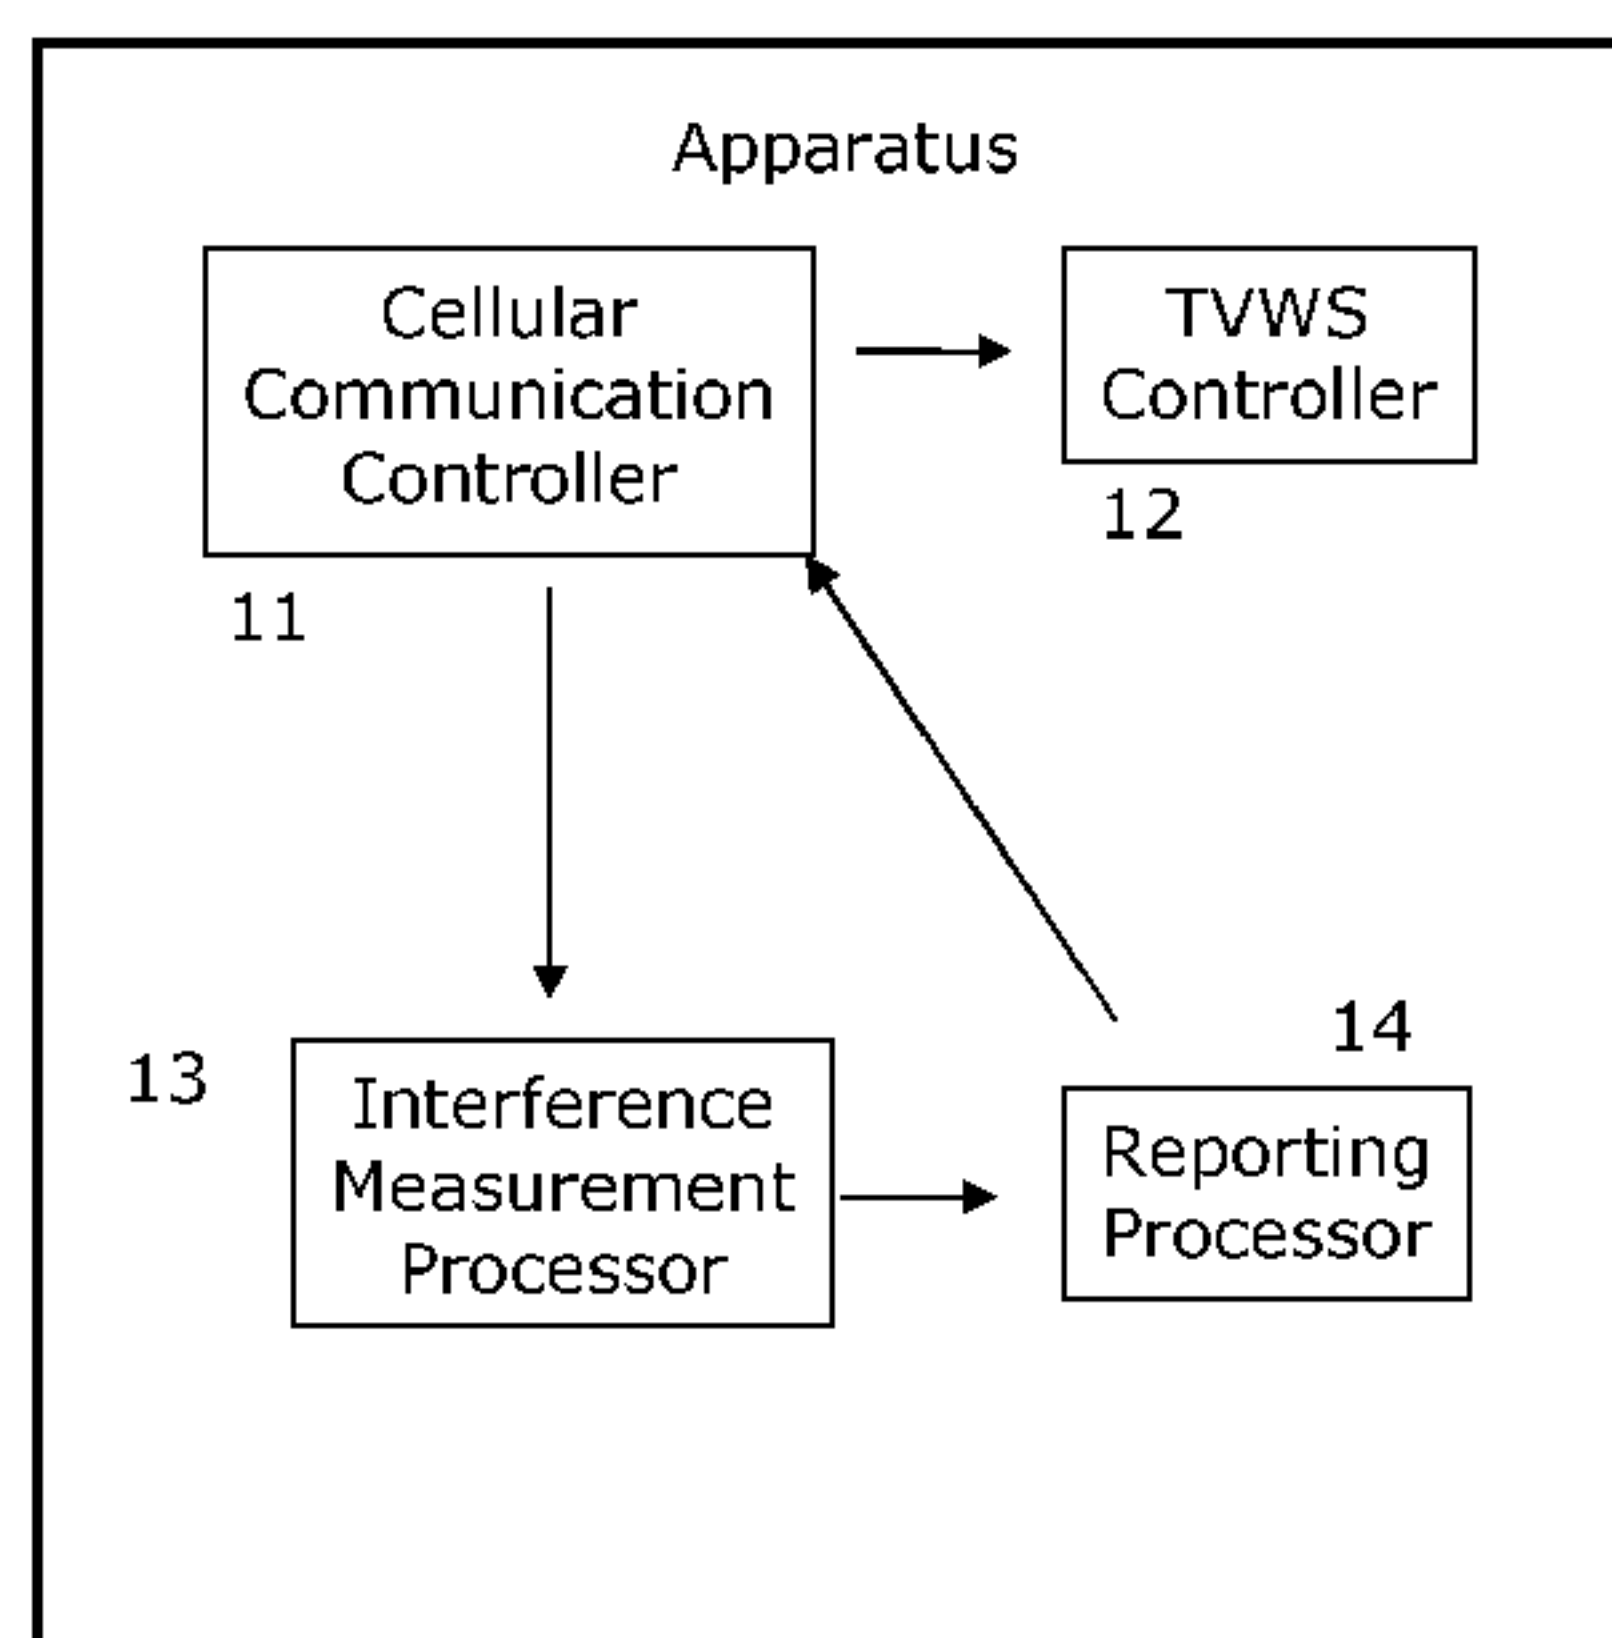 Apparatus
Cellular
Communication
Controller
11
TVWS
Controller
12
13
Interference
Measurement
Processor
14
Reporting
Processor